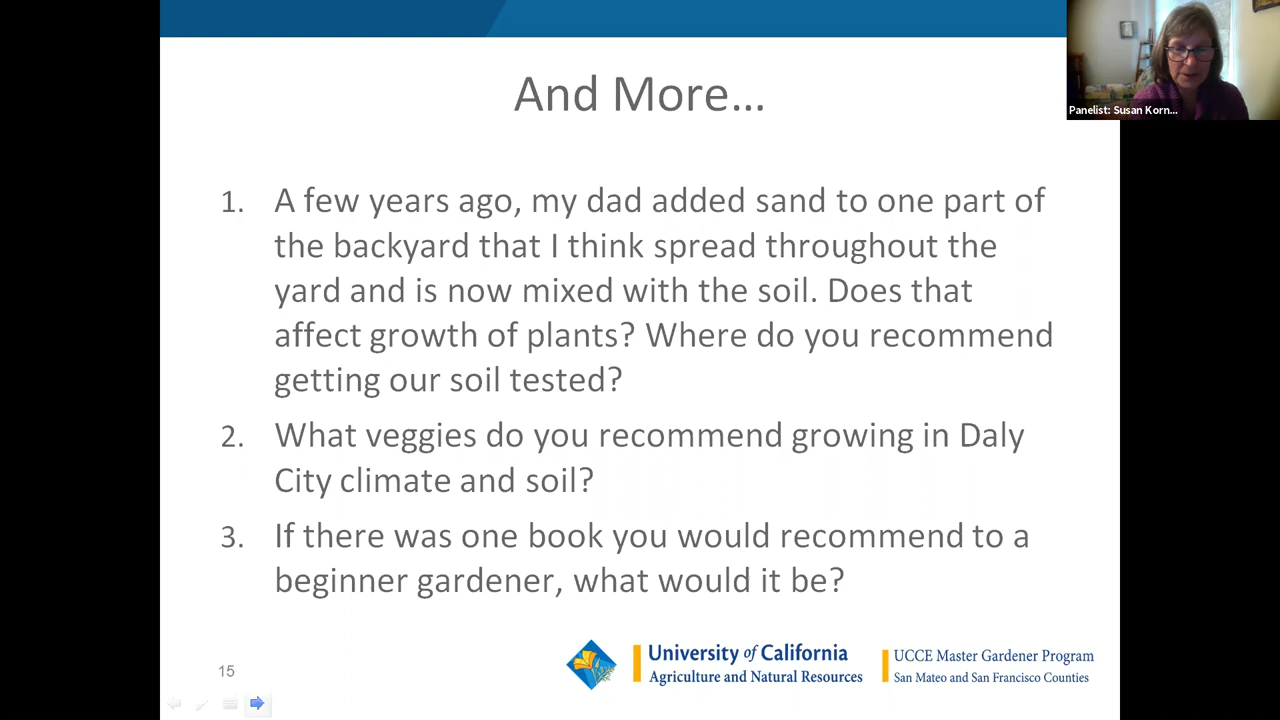 And More...
Panelist: Susan Korn...
1. A few years ago, my dad added sand to one part of
the backyard that I think spread throughout the
yard and is now mixed with the soil. Does that
affect growth of plants? Where do you recommend
getting our soil tested?
2. What veggies do you recommend growing in Daly
City climate and soil?
3. If there was one book you would recommend to a
beginner gardener, what would it be?
15
University of California
Agriculture and Natural Resources
UCCE Master Gardener Program
San Mateo and San Francisco Counties